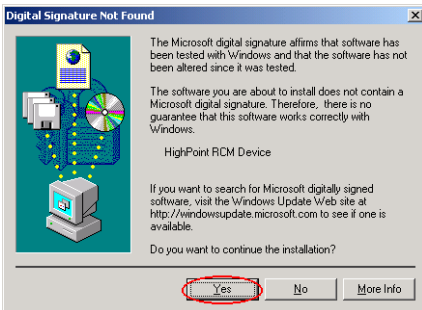 Digital Signature Not Found
The Microsoft digital signature affirms that software has
been tested with Windows and that the software has not
been altered since it was tested.
The software you are about to install does not contain a
Microsoft digital signature. Therefore, there is no
guarantee that this software works correctly with
Windows.
HighPoint RCM Device
If you want to search for Microsoft digitally signed
software, visit the Windows Update Web site at
http://windowsupdate.microsoft.com to see if one is
available.
Do you want to continue the installation?
Yes No More Info